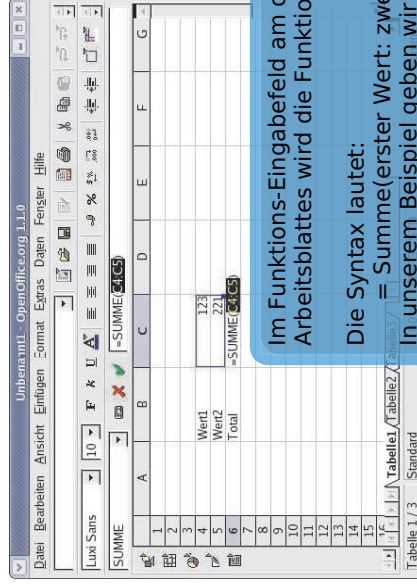 Unbenannt1 - OpenOffice.org 1.1.0
Datei Bearbeiten Ansicht Einfügen Format Extras Daten Fenster Hilfe
Luxi Sans 10 F k U A
SUMME =SUMME(C4:C5)
A B C D E F G
1
2
3
4 Wert1 123
5 Wert2 221
6 Total =SUMME(C4:C5)
7
8
9
10
11
12
13
14
15
Tabelle1 Tabelle2 Tabelle3
Tabelle 1 / 3 Standard
Im Funktions-Eingabefeld am
Arbeitsblattes wird die
Die Syntax lautet:
= Summe(erster Wert:
In unserem Beispiel geben wir